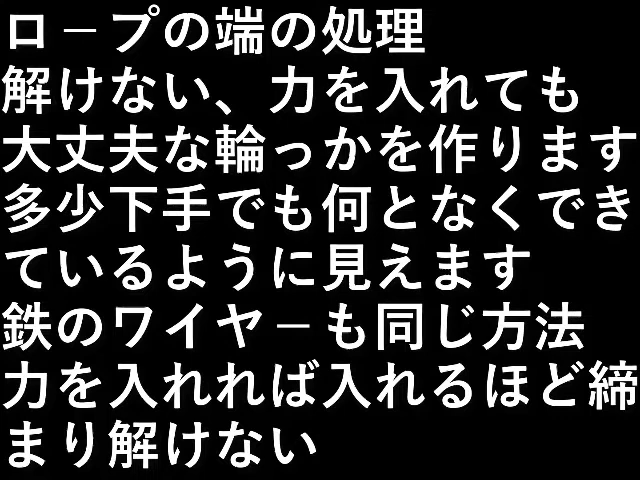 ロープの端の処理
解けない、力を入れても
大丈夫な輪っかを作ります
多少下手でも何となくでき
ているように見えます
鉄のワイヤーも同じ方法
力を入れれば入れるほど締
まり解けない